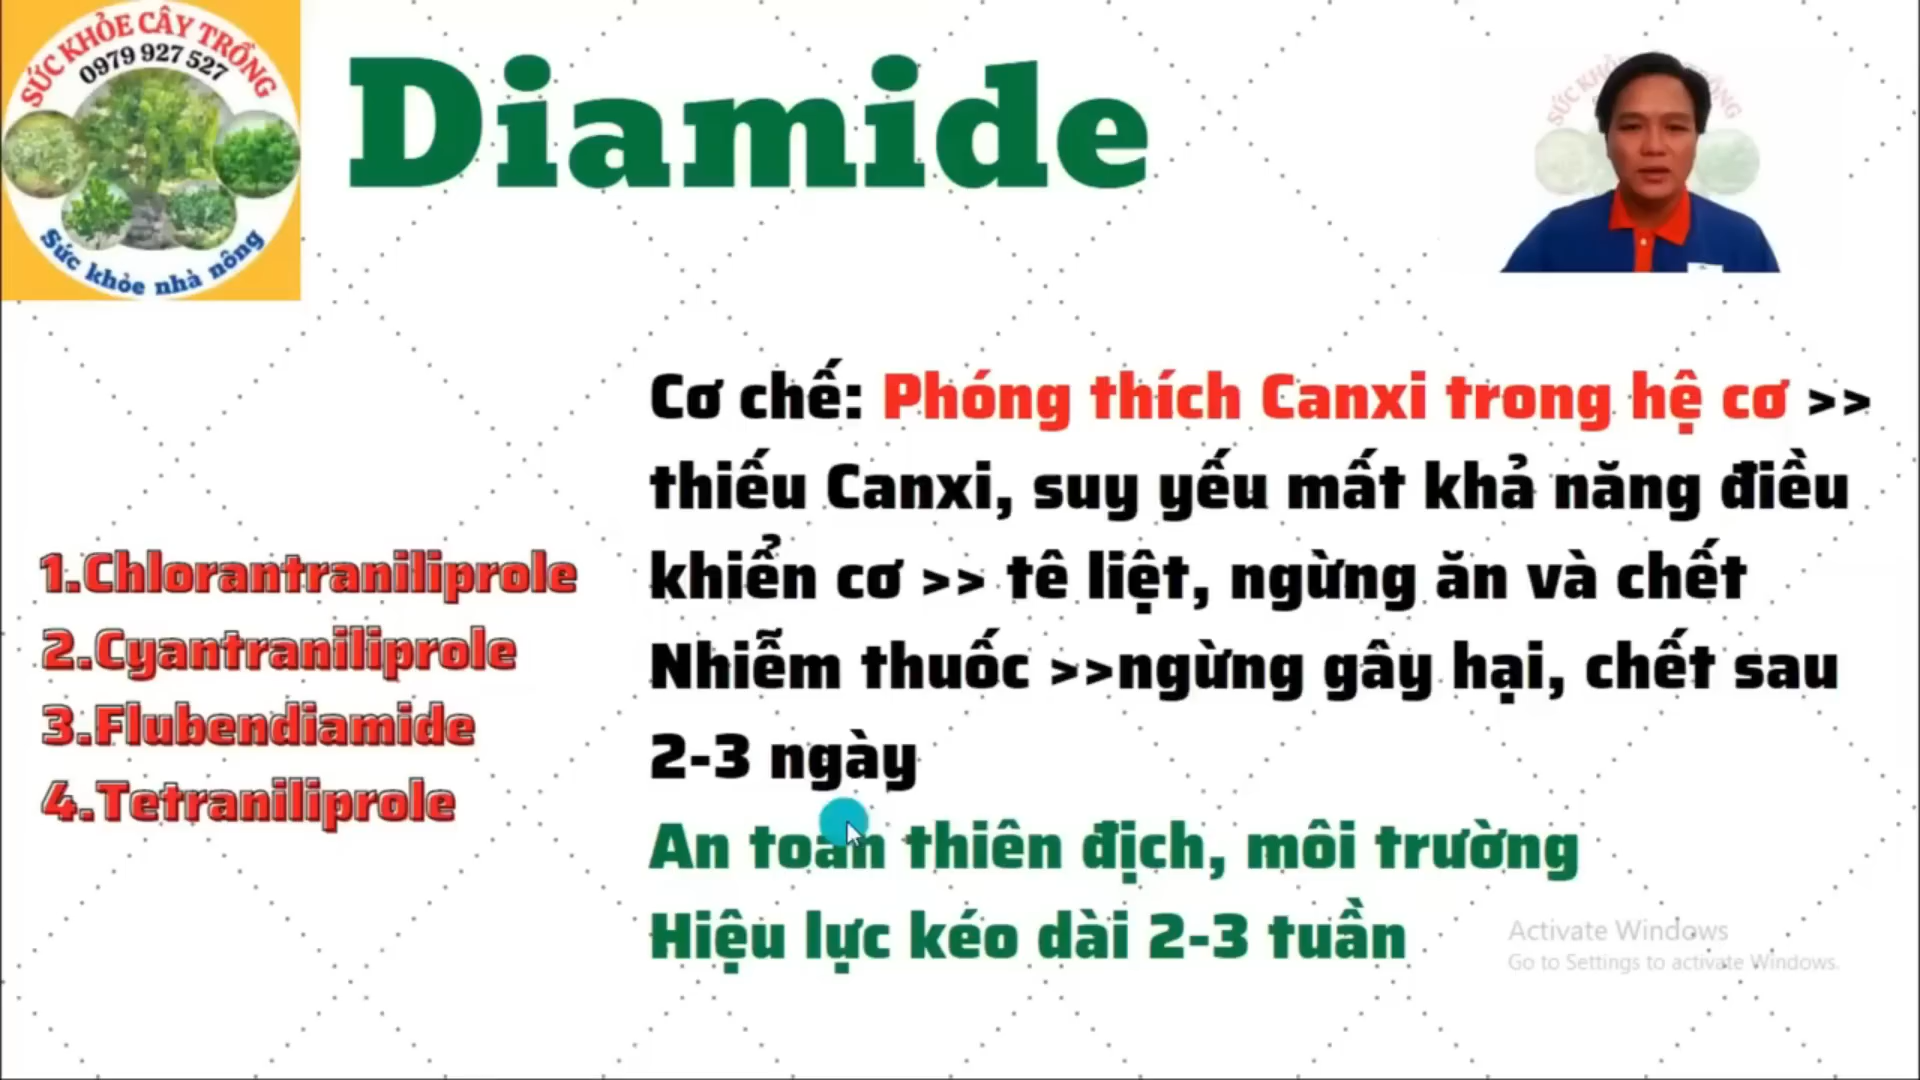 SỨC KHỎE CÂY TRỒNG
0979 927 527
Sức khỏe nhà nông
Diamide
Cơ chế: Phóng thích Canxi trong hệ cơ >>
thiếu Canxi, suy yếu mất khả năng điều
khiển cơ >> tê liệt, ngừng ăn và chết
Nhiễm thuốc >>ngừng gây hại, chết sau
2-3 ngày
An toàn thiên địch, môi trường
Hiệu lực kéo dài 2-3 tuần
1.Chlorantraniliprole
2.Cyantraniliprole
3.Flubendiamide
4.Tetraniliprole
Activate Windows
Go to Settings to activate Windows.